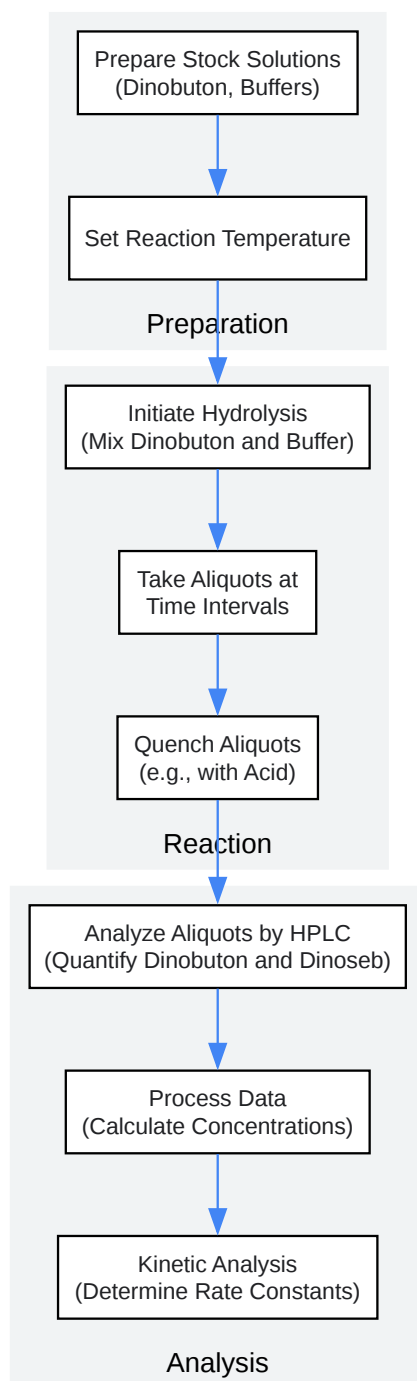 Prepare Stock Solutions
(Dinobuton, Buffers)
Set Reaction Temperature
Preparation
Initiate Hydrolysis
(Mix Dinobuton and Buffer)
Take Aliquots at
Time Intervals
Quench Aliquots
(e.g., with Acid)
Reaction
Analyze Aliquots by HPLC
(Quantify Dinobuton and Dinoseb)
Process Data
(Calculate Concentrations)
Kinetic Analysis
(Determine Rate Constants)
Analysis